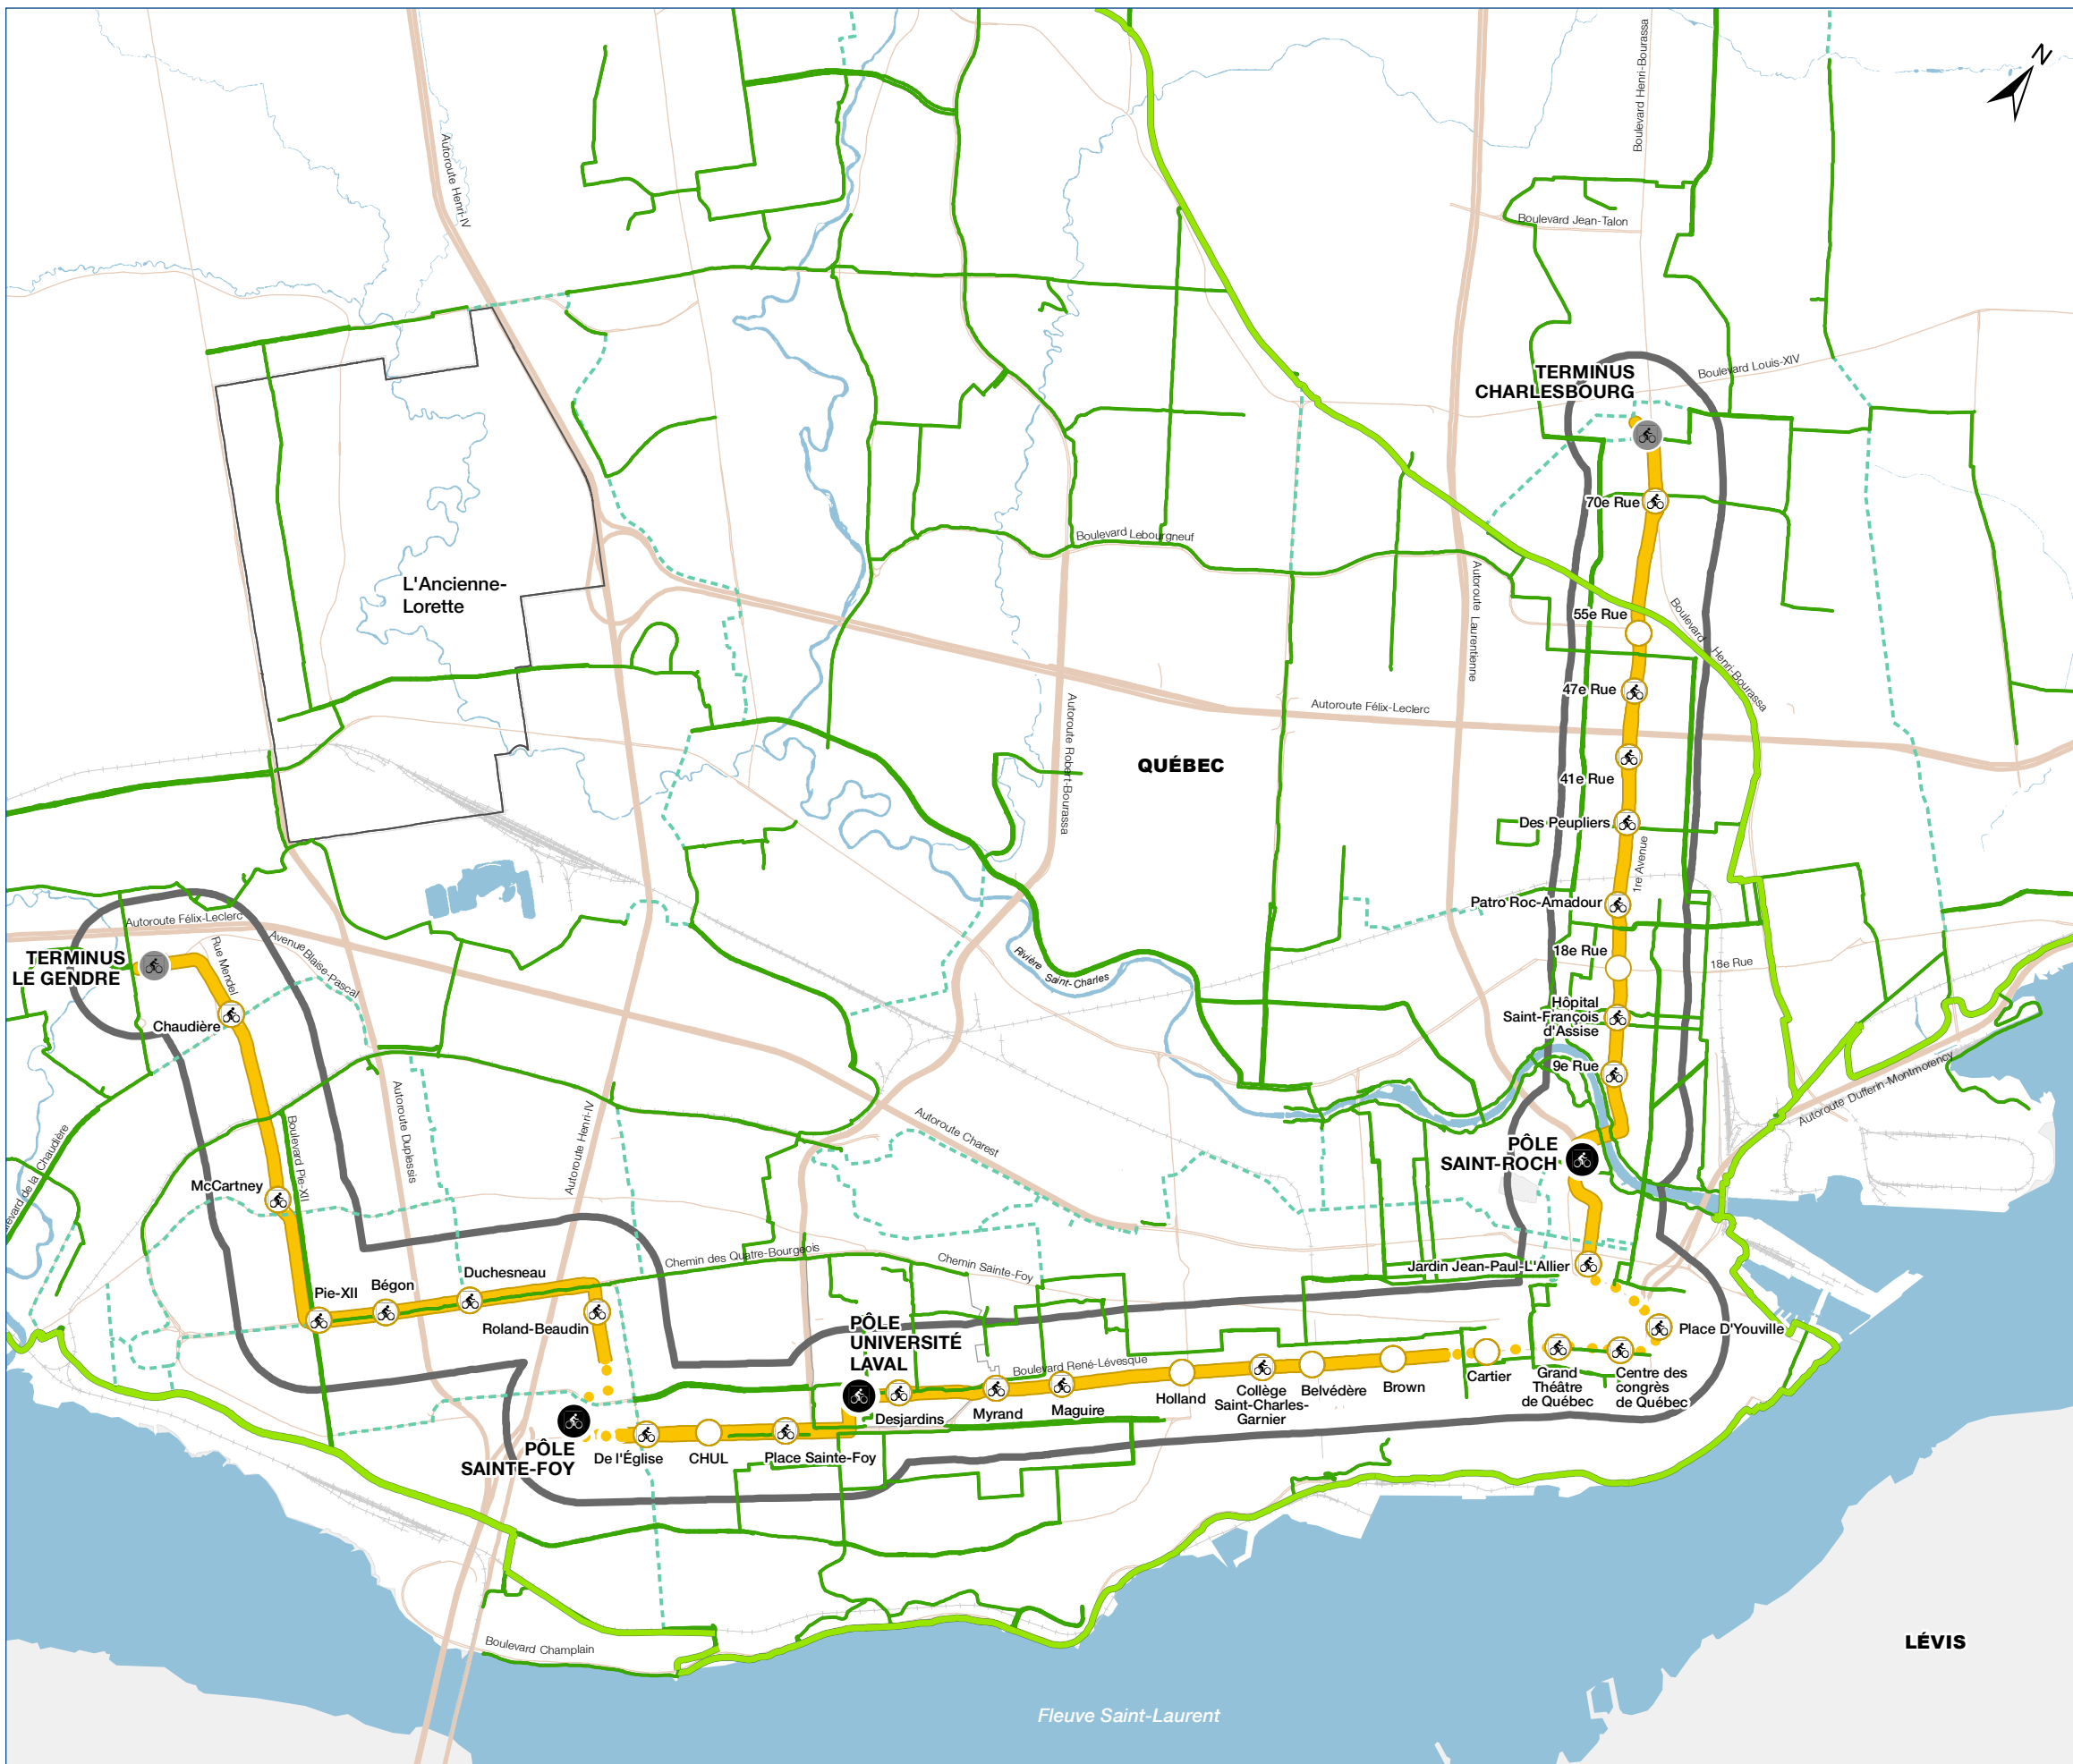 N
Boulevard Henri-Bourassa
Autoroute Henri-IV
Boulevard Jean-Talon
Boulevard Louis-XIV
TERMINUS
CHARLESBOURG
70e Rue
Boulevard Lebourgneuf
L'Ancienne-
Lorette
Autoroute Laurentienne
55e Rue
Boulevard
Henri-Bourassa
47e Rue
Autoroute Félix-Leclerc
Autoroute Robert-Bourassa
QUÉBEC
41e Rue
Des Peupliers
1re Avenue
Patro Roc-Amadour
Autoroute Félix-Leclerc
Avenue Blaise-Pascal
Rue Mendel
TERMINUS
LE GENDRE
18e Rue
18e Rue
Rivière Saint-Charles
Chaudière
Hôpital
Saint-François
d'Assise
9e Rue
Autoroute Dufferin-Montmorency
Autoroute Duplessis
Autoroute Henri-IV
Autoroute Charest
Boulevard Pie-XII
de la Chaudière
PÔLE
SAINT-ROCH
McCartney
Chemin des Quatre-Bourgeois
Chemin Sainte-Foy
Jardin Jean-Paul-L'Allier
Pie-XII
Bégon
Duchesneau
Roland-Beaudin
PÔLE
UNIVERSITÉ
LAVAL
Place D'Youville
Boulevard René-Lévesque
Desjardins
Myrand
Maguire
Holland
Collège
Saint-Charles-
Garnier
Belvédère
Brown
Cartier
Grand
Théâtre
de Québec
Centre des
congrès
de Québec
PÔLE
SAINTE-FOY
De l'Église
CHUL
Place Sainte-Foy
Boulevard Champlain
LÉVIS
Fleuve Saint-Laurent